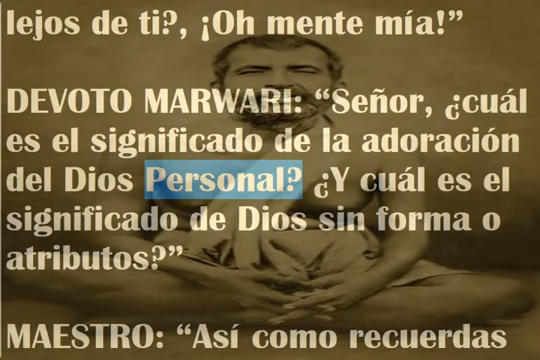 lejos de ti?, ¡Oh mente mía!”
DEVOTO MARWARI: “Señor, ¿cuál
es el significado de la adoración
del Dios Personal? ¿Y cuál es el
significado de Dios sin forma o
atributos?”
MAESTRO: “Así como recuerdas